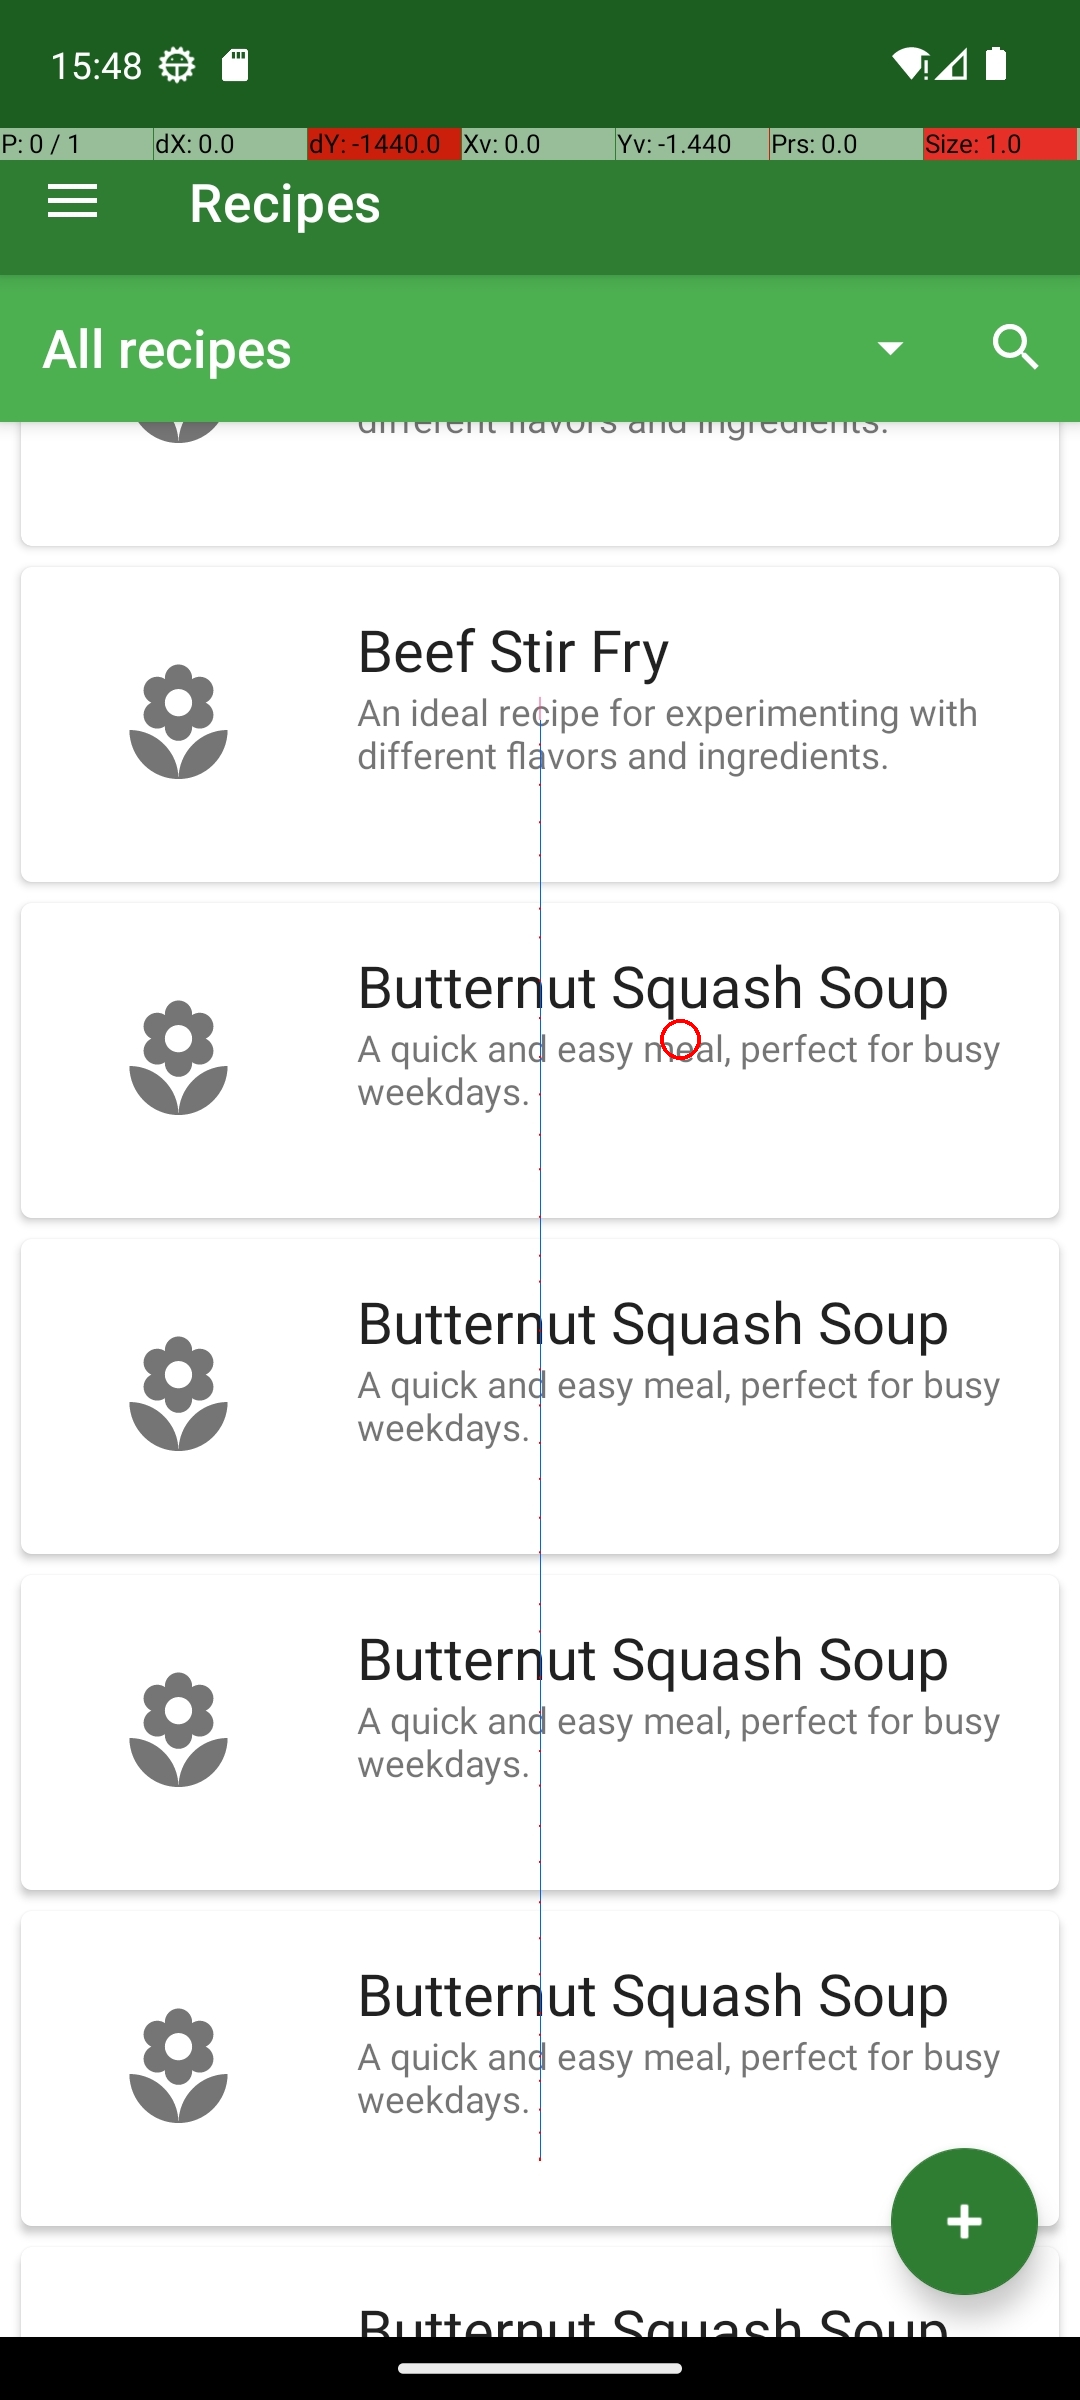 15:48
P: 0 / 1 dX: 0.0 dY: -1440.0 Xv: 0.0 Yv: -1.440 Prs: 0.0 Size: 1.0
Recipes
All recipes
different flavors and ingredients.
Beef Stir Fry
An ideal recipe for experimenting with
different flavors and ingredients.
Butternut Squash Soup
A quick and easy meal, perfect for busy
weekdays.
Butternut Squash Soup
A quick and easy meal, perfect for busy
weekdays.
Butternut Squash Soup
A quick and easy meal, perfect for busy
weekdays.
Butternut Squash Soup
A quick and easy meal, perfect for busy
weekdays.
Butternut Squash Soup